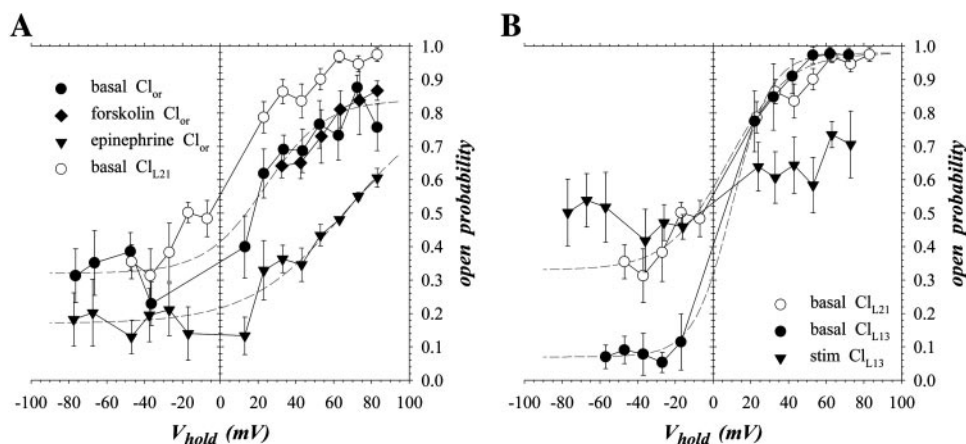 A
B
basal Cl_or
forskolin Cl_or
epinephrine Cl_or
basal Cl_L21
1.0
0.9
0.8
0.7
0.6
0.5
0.4
0.3
0.2
0.1
0.0
open probability
-100 -80 -60 -40 -20 0 20 40 60 80 100
V_hold (mV)
basal Cl_L21
basal Cl_L13
stim Cl_L13
1.0
0.9
0.8
0.7
0.6
0.5
0.4
0.3
0.2
0.1
0.0
open probability
-100 -80 -60 -40 -20 0 20 40 60 80 100
V_hold (mV)